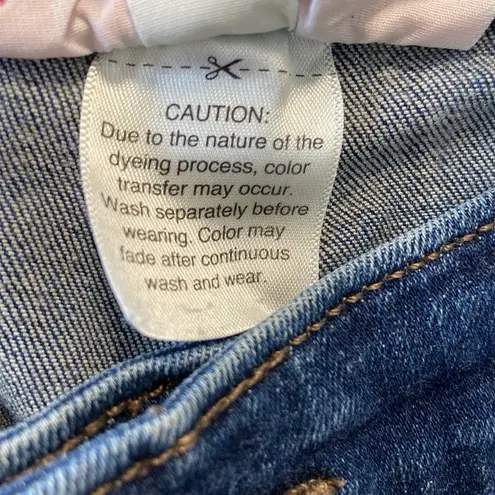 CAUTION:
Due to the nature of the
dyeing process, color
transfer may occur.
Wash separately before
wearing. Color may
fade after continuous
wash and wear.